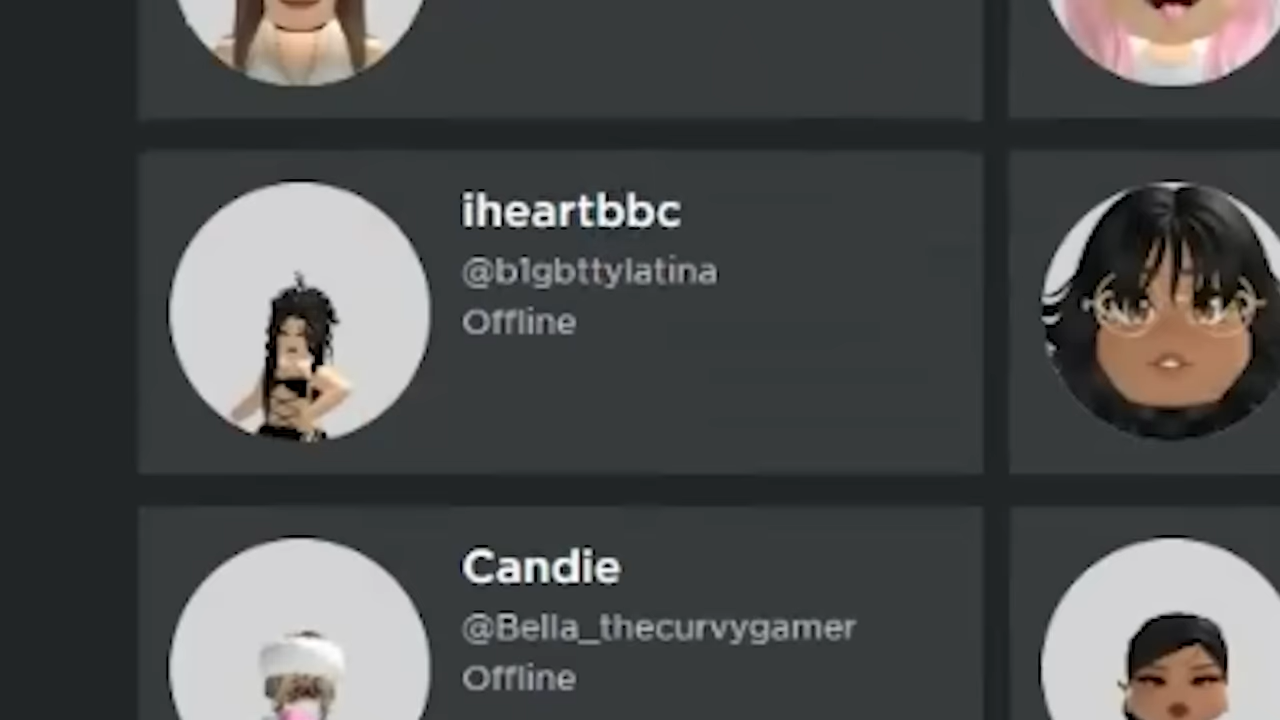 iheartbbc
@b1gbttylatina
Offline
Candie
@Bella_thecurvygamer
Offline